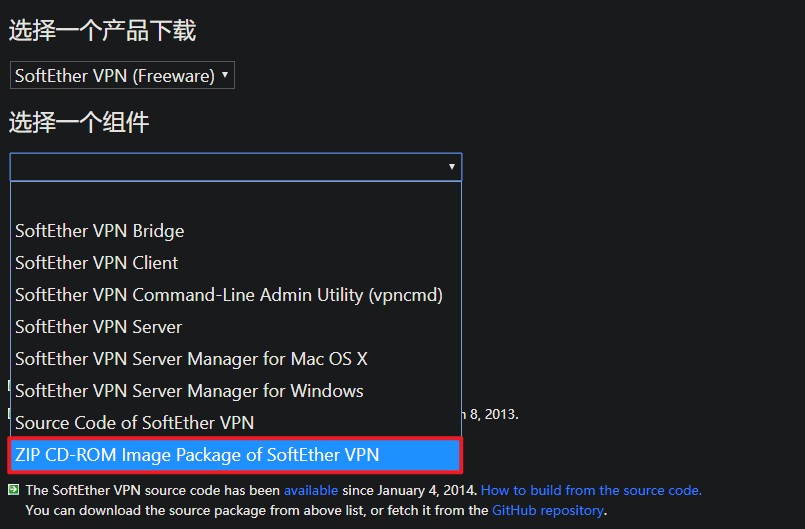 选择一个产品下载
SoftEther VPN (Freeware)
选择一个组件
SoftEther VPN Bridge
SoftEther VPN Client
SoftEther VPN Command-Line Admin Utility (vpncmd)
SoftEther VPN Server
SoftEther VPN Server Manager for Mac OS X
SoftEther VPN Server Manager for Windows
8, 2013.
Source Code of SoftEther VPN
ZIP CD-ROM Image Package of SoftEther VPN
The SoftEther VPN source code has been available since January 4, 2014. How to build from the source code.
You can download the source package from above list, or fetch it from the GitHub repository.